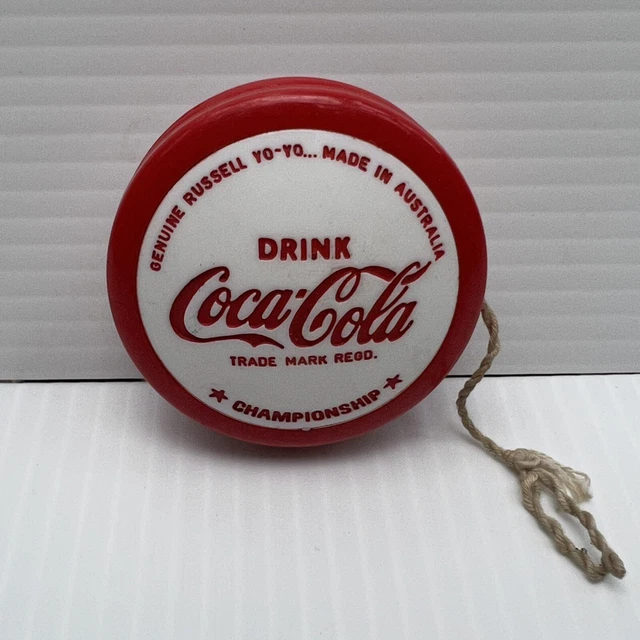 GENUINE RUSSELL YO-YO... MADE IN AUSTRALIA
DRINK
Coca-Cola
TRADE MARK REGD.
★ CHAMPIONSHIP ★